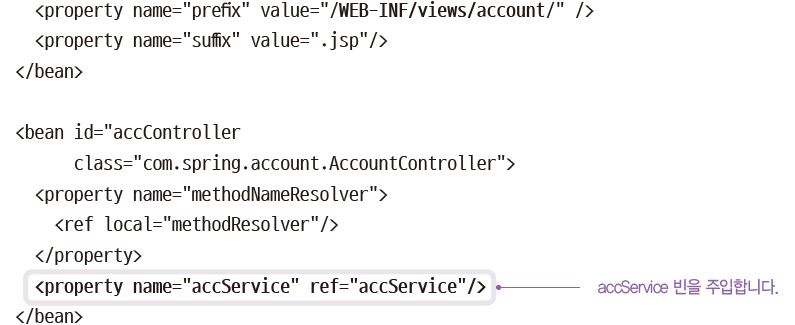 <property name="prefix" value="/WEB-INF/views/account/" />
<property name="suffix" value=".jsp"/>
</bean>
<bean id="accController
class="com.spring.account.AccountController">
<property name="methodNameResolver">
<ref local="methodResolver"/>
</property>
<property name="accService" ref="accService"/> accService 빈을 주입합니다.
</bean>